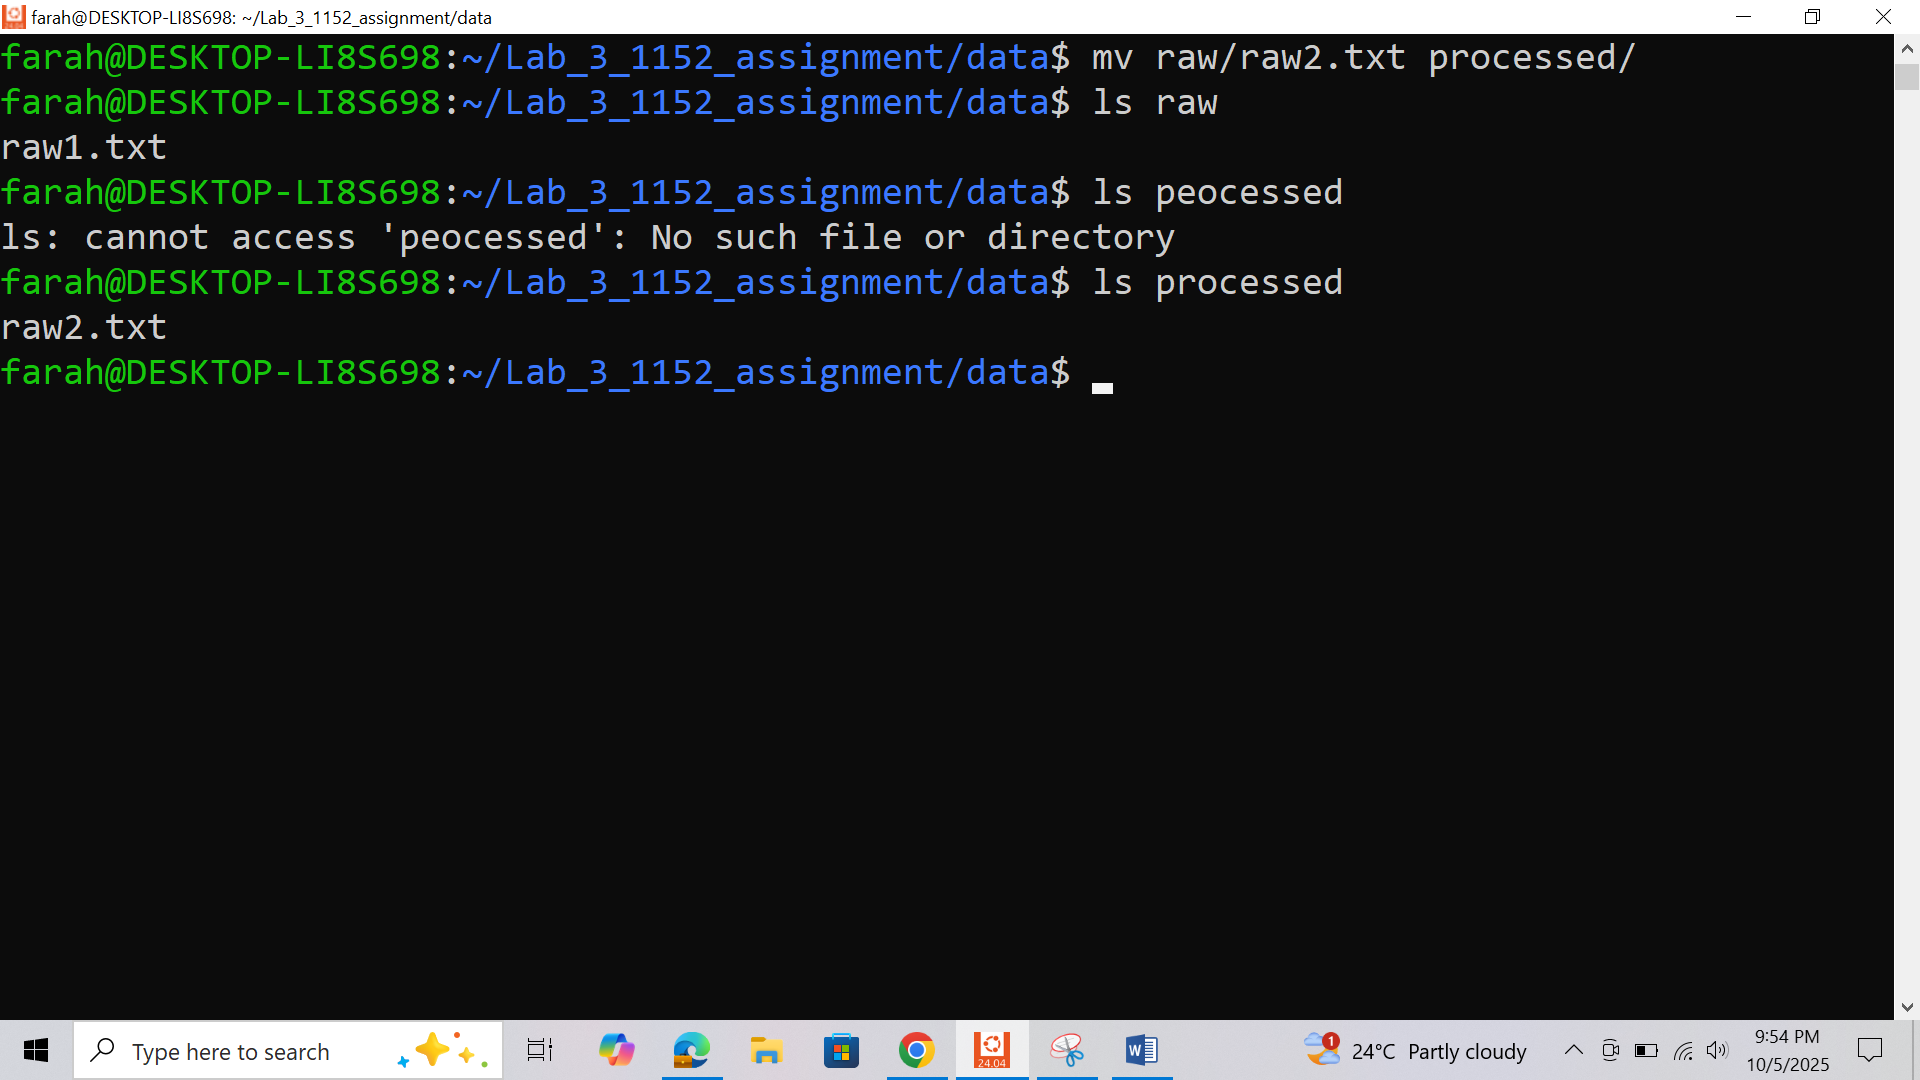 farah@DESKTOP-LI8S698: ~/Lab_3_1152_assignment/data
farah@DESKTOP-LI8S698:~/Lab_3_1152_assignment/data$ mv raw/raw2.txt processed/
farah@DESKTOP-LI8S698:~/Lab_3_1152_assignment/data$ ls raw
raw1.txt
farah@DESKTOP-LI8S698:~/Lab_3_1152_assignment/data$ ls peocessed
ls: cannot access 'peocessed': No such file or directory
farah@DESKTOP-LI8S698:~/Lab_3_1152_assignment/data$ ls processed
raw2.txt
farah@DESKTOP-LI8S698:~/Lab_3_1152_assignment/data$
Type here to search
24.04
W
1
24°C Partly cloudy
9:54 PM
10/5/2025